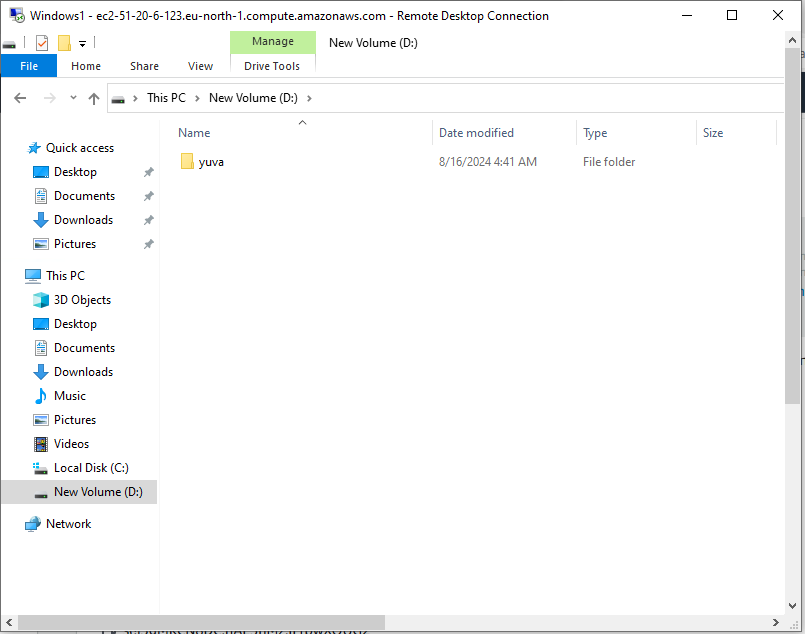 Windows1 - ec2-51-20-6-123.eu-north-1.compute.amazonaws.com - Remote Desktop Connection
Manage
New Volume (D:)
File
Home
Share
View
Drive Tools
This PC
New Volume (D:)
Name
Date modified
Type
Size
yuva
8/16/2024 4:41 AM
File folder
Quick access
Desktop
Documents
Downloads
Pictures
This PC
3D Objects
Desktop
Documents
Downloads
Music
Pictures
Videos
Local Disk (C:)
New Volume (D:)
Network